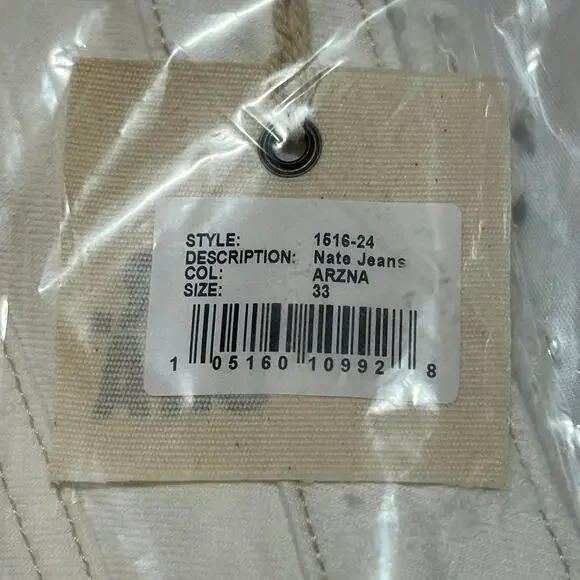 STYLE: 1516-24
DESCRIPTION: Nate Jeans
COL: ARZNA
SIZE: 33
1 05160 10992 8